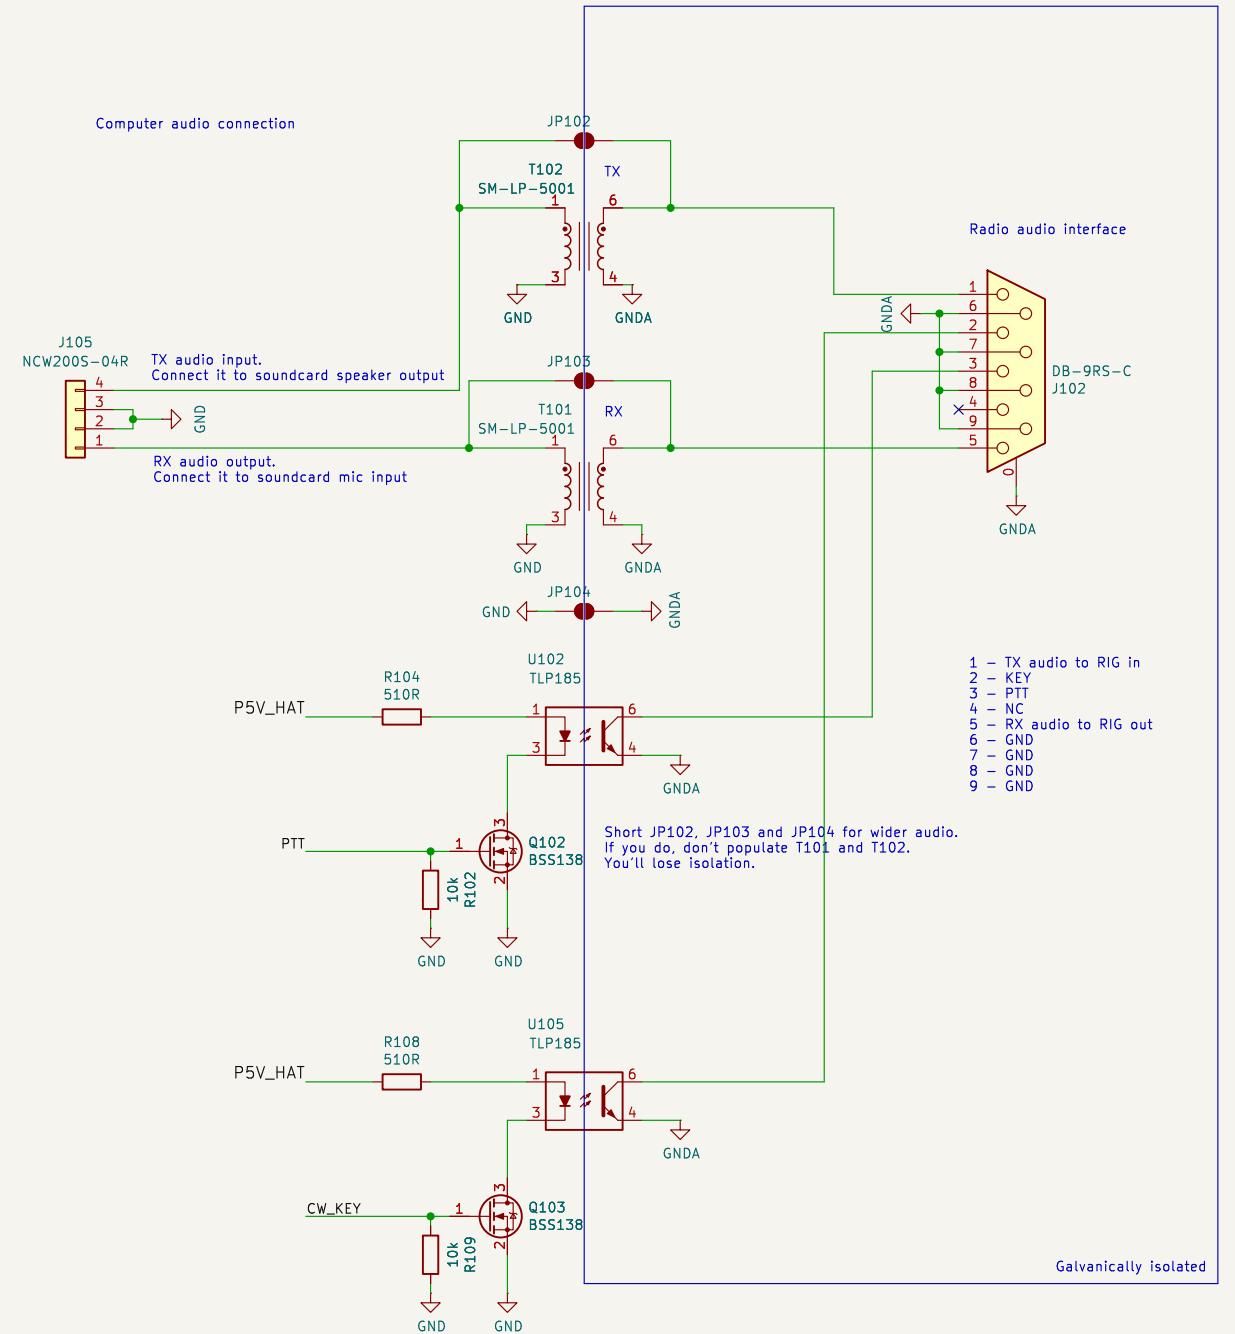 Computer audio connection
JP102
T102
SM-LP-5001
TX
1
6
3
4
GND
GNDA
Radio audio interface
1
6
2
7
3
8
4
9
5
0
GNDA
DB-9RS-C
J102
GNDA
J105
NCW200S-04R
4
3
2
1
GND
TX audio input.
Connect it to soundcard speaker output
RX audio output.
Connect it to soundcard mic input
JP103
T101
SM-LP-5001
RX
1
6
3
4
GND
GNDA
JP104
GND
GNDA
U102
TLP185
R104
510R
P5V_HAT
1
6
3
4
GNDA
1 - TX audio to RIG in
2 - KEY
3 - PTT
4 - NC
5 - RX audio to RIG out
6 - GND
7 - GND
8 - GND
9 - GND
PTT
1
3
2
Q102
BSS138
10k
R102
GND
GND
Short JP102, JP103 and JP104 for wider audio.
If you do, don't populate T101 and T102.
You'll lose isolation.
U105
TLP185
R108
510R
P5V_HAT
1
6
3
4
GNDA
CW_KEY
1
3
2
Q103
BSS138
10k
R109
GND
GND
Galvanically isolated